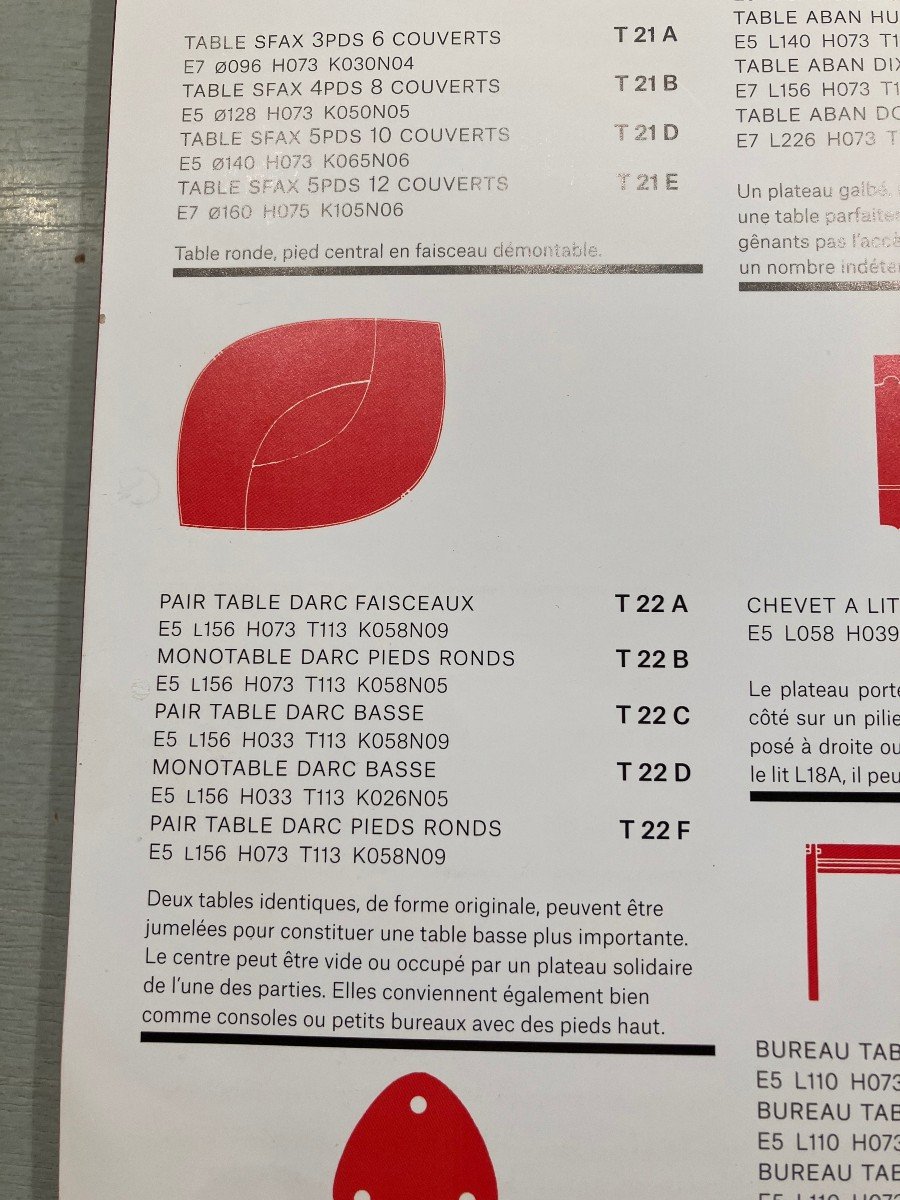 TABLE SFAX 3PDS 6 COUVERTS T 21 A
E7 Ø096 H073 K030N04
TABLE SFAX 4PDS 8 COUVERTS T 21 B
E5 Ø128 H073 K050N05
TABLE SFAX 5PDS 10 COUVERTS T 21 D
E5 Ø140 H073 K065N06
TABLE SFAX 5PDS 12 COUVERTS T 21 E
E7 Ø160 H075 K105N06
Table ronde, pied central en faisceau démontable.
PAIR TABLE DARC FAISCEAUX T 22 A
E5 L156 H073 T113 K058N09
MONOTABLE DARC PIEDS RONDS T 22 B
E5 L156 H073 T113 K058N05
PAIR TABLE DARC BASSE T 22 C
E5 L156 H033 T113 K058N09
MONOTABLE DARC BASSE T 22 D
E5 L156 H033 T113 K026N05
PAIR TABLE DARC PIEDS RONDS T 22 F
E5 L156 H073 T113 K058N09
Deux tables identiques, de forme originale, peuvent être
jumelées pour constituer une table basse plus importante.
Le centre peut être vide ou occupé par un plateau solidaire
de l'une des parties. Elles conviennent également bien
comme consoles ou petits bureaux avec des pieds haut.
TABLE ABAN HU
E5 L140 H073 T1
TABLE ABAN DIX
E7 L156 H073 T1
TABLE ABAN DO
E7 L226 H073 T
Un plateau galbé,
une table parfaite
gênants pas l'accè
un nombre indéte
CHEVET A LIT
E5 L058 H039
Le plateau porte
côté sur un pilie
posé à droite ou
le lit L18A, il peu
BUREAU TAB
E5 L110 H073
BUREAU TAB
E5 L110 H073
BUREAU TAB
E5 L110 H073